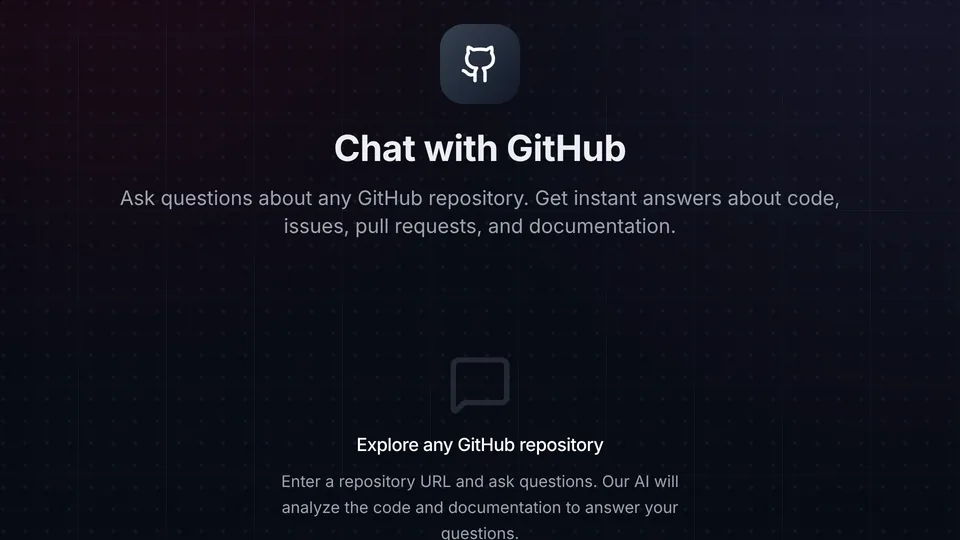 Chat with GitHub
Ask questions about any GitHub repository. Get instant answers about code,
issues, pull requests, and documentation.
Explore any GitHub repository
Enter a repository URL and ask questions. Our AI will
analyze the code and documentation to answer your
questions.